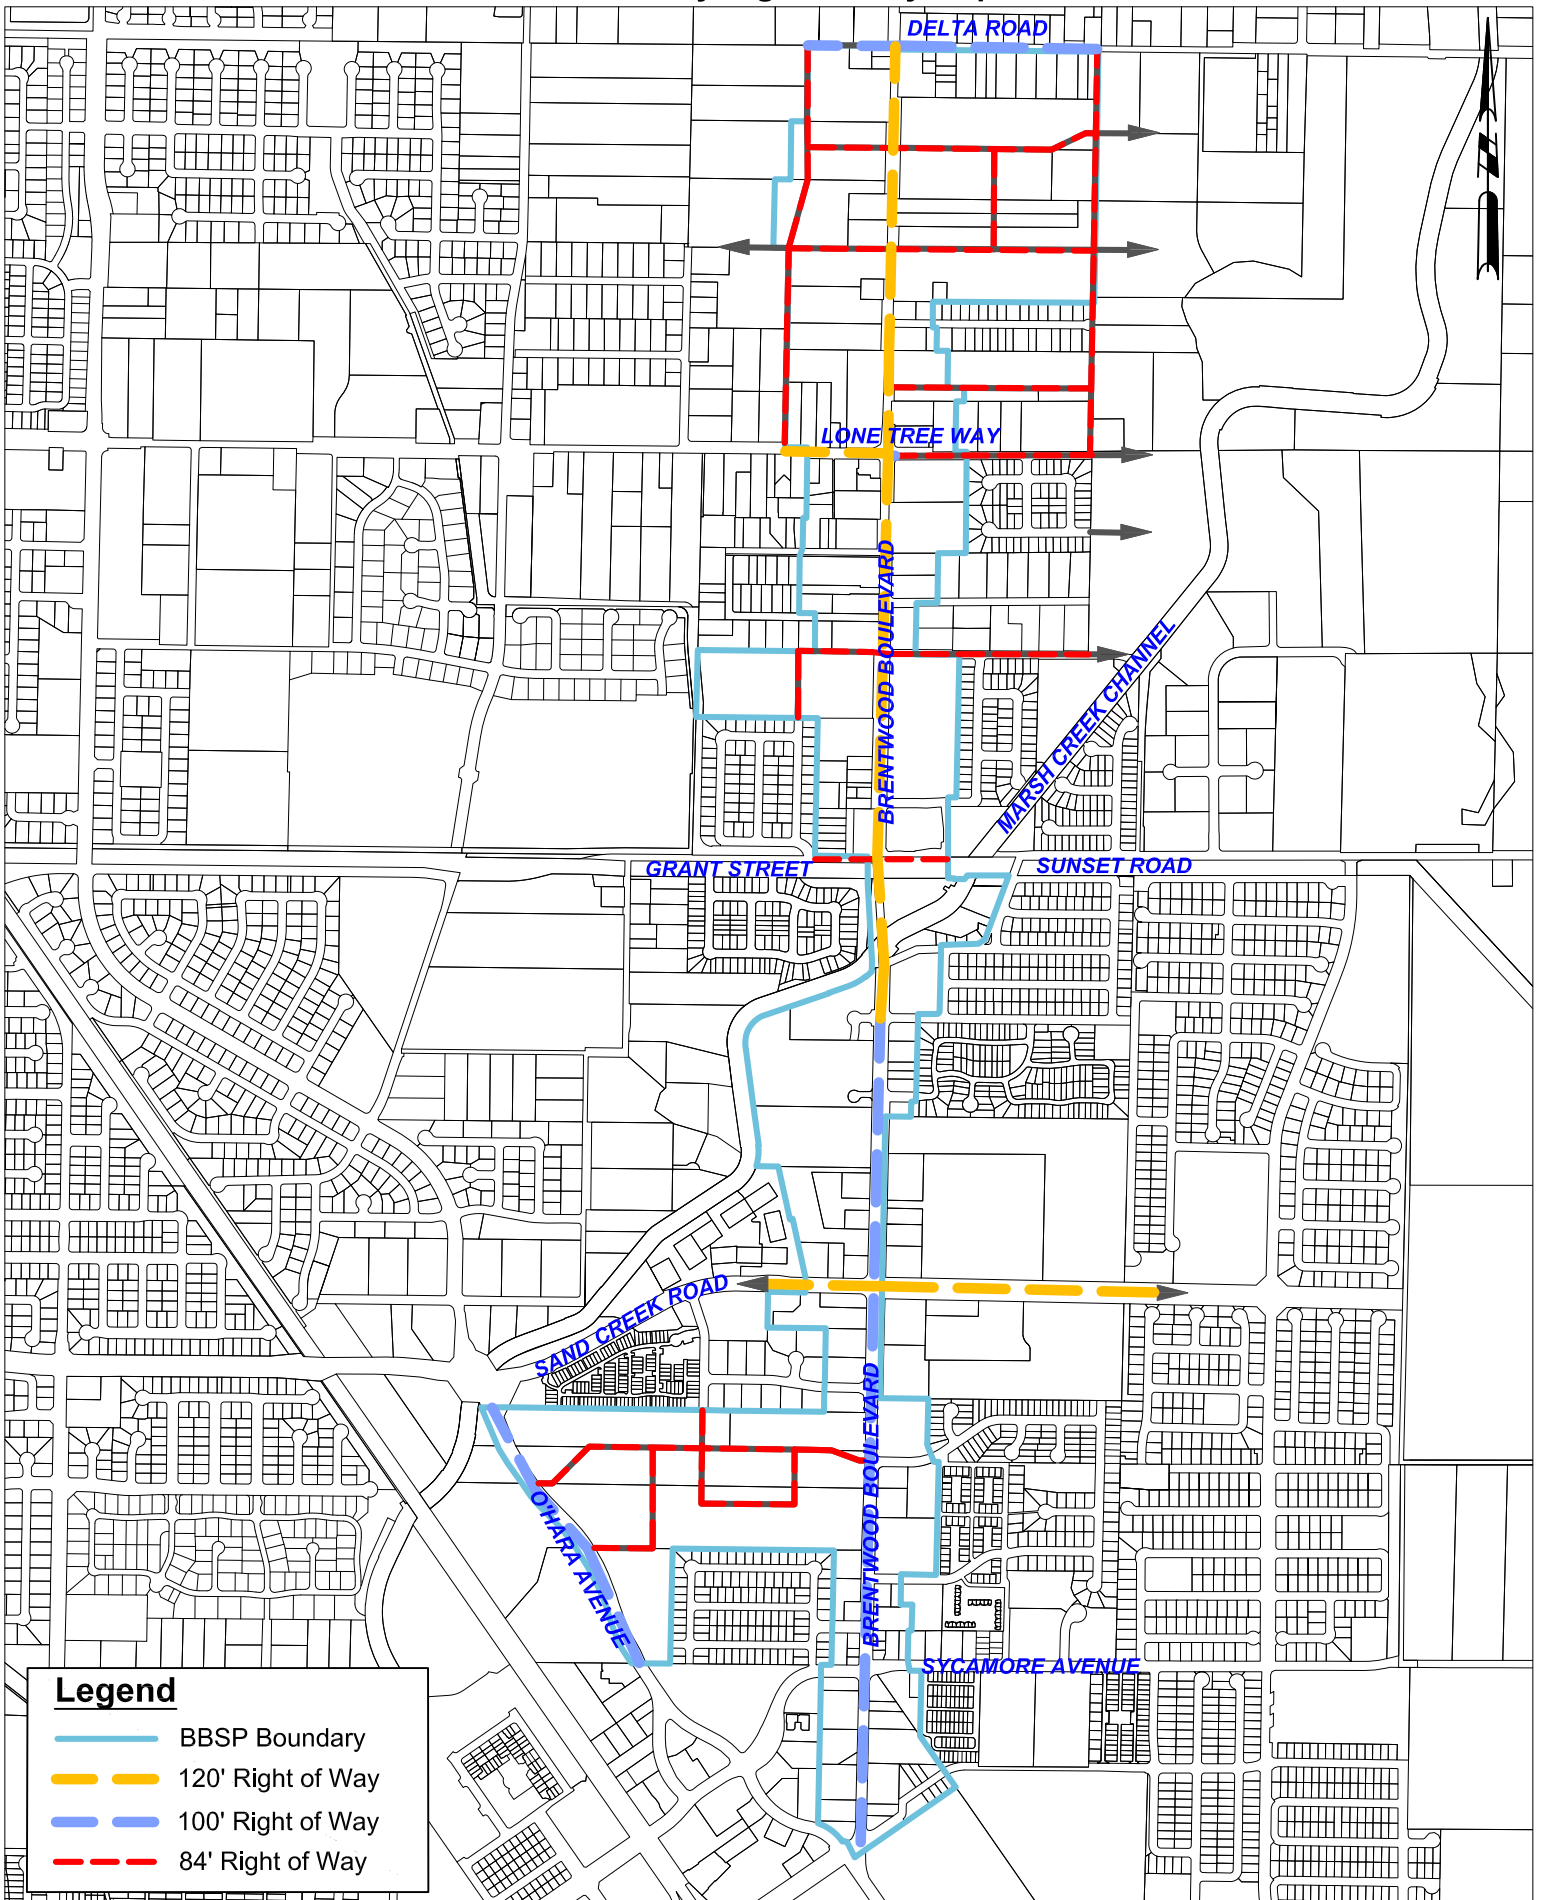 DELTA ROAD
LONE TREE WAY
BRENTWOOD BOULEVARD
MARSH CREEK CHANNEL
GRANT STREET
SUNSET ROAD
SAND CREEK ROAD
BRENTWOOD BOULEVARD
O'HARA AVENUE
SYCAMORE AVENUE
Legend
BBSP Boundary
120' Right of Way
100' Right of Way
84' Right of Way